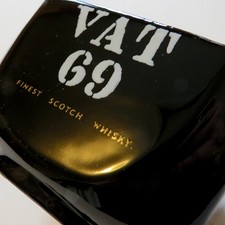 VAT
69
FINEST SCOTCH WHISKY.